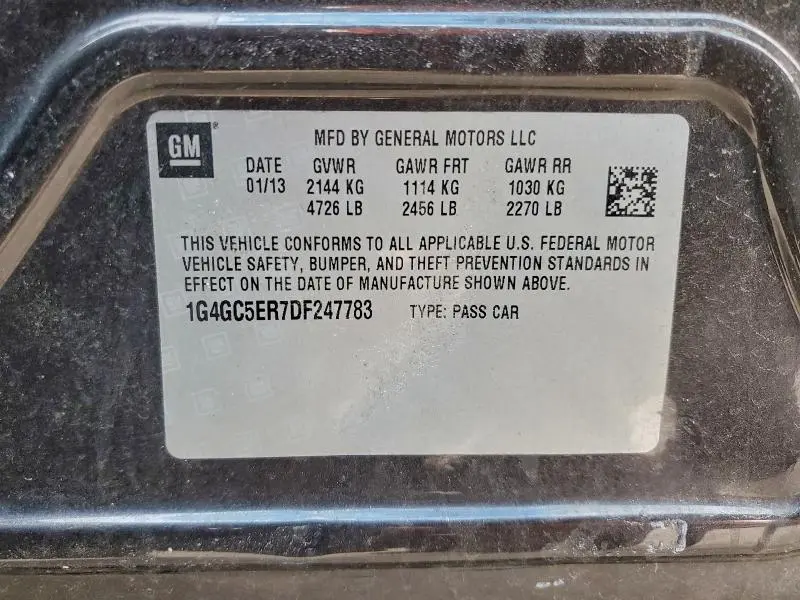 GM®
MFD BY GENERAL MOTORS LLC
DATE GVWR GAWR FRT GAWR RR
01/13 2144 KG 1114 KG 1030 KG
4726 LB 2456 LB 2270 LB
THIS VEHICLE CONFORMS TO ALL APPLICABLE U.S. FEDERAL MOTOR
VEHICLE SAFETY, BUMPER, AND THEFT PREVENTION STANDARDS IN
EFFECT ON THE DATE OF MANUFACTURE SHOWN ABOVE.
1G4GC5ER7DF247783 TYPE: PASS CAR